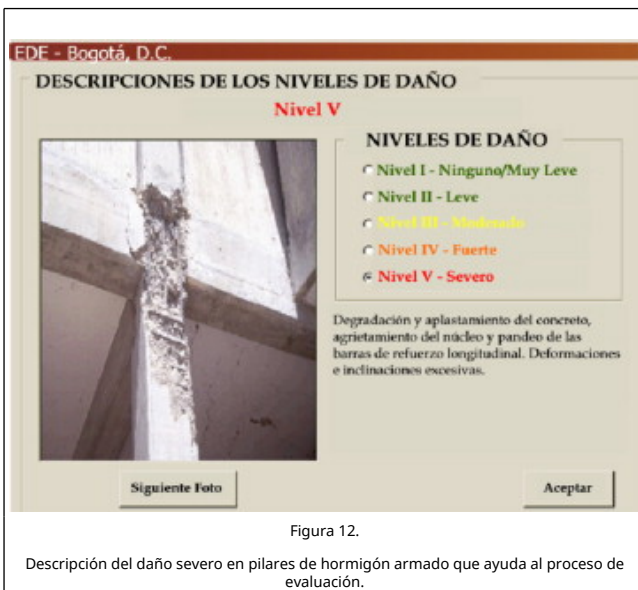 EDE - Bogotá, D.C.
DESCRIPCIONES DE LOS NIVELES DE DAÑO
Nivel V
NIVELES DE DAÑO
Nivel I - Ninguno/Muy Leve
Nivel II - Leve
Nivel III - Moderado
Nivel IV - Fuerte
Nivel V - Severo
Degradación y aplastamiento del concreto,
agrietamiento del núcleo y pandeo de las
barras de refuerzo longitudinal. Deformaciones
e inclinaciones excesivas.
Siguiente Foto
Aceptar
Figura 12.
Descripción del daño severo en pilares de hormigón armado que ayuda al proceso de
evaluación.